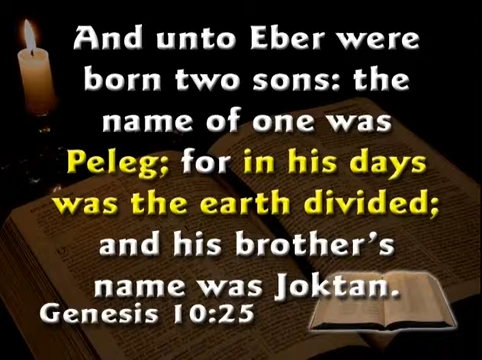 And unto Eber were
born two sons: the
name of one was
Peleg; for in his days
was the earth divided;
and his brother's
name was Joktan.
Genesis 10:25